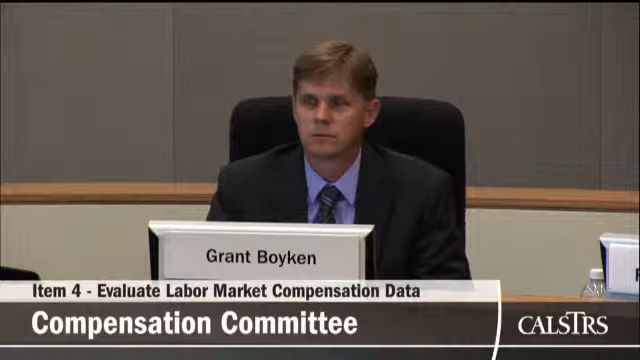 Grant Boyken
Item 4 - Evaluate Labor Market Compensation Data
Compensation Committee
CALSTRS